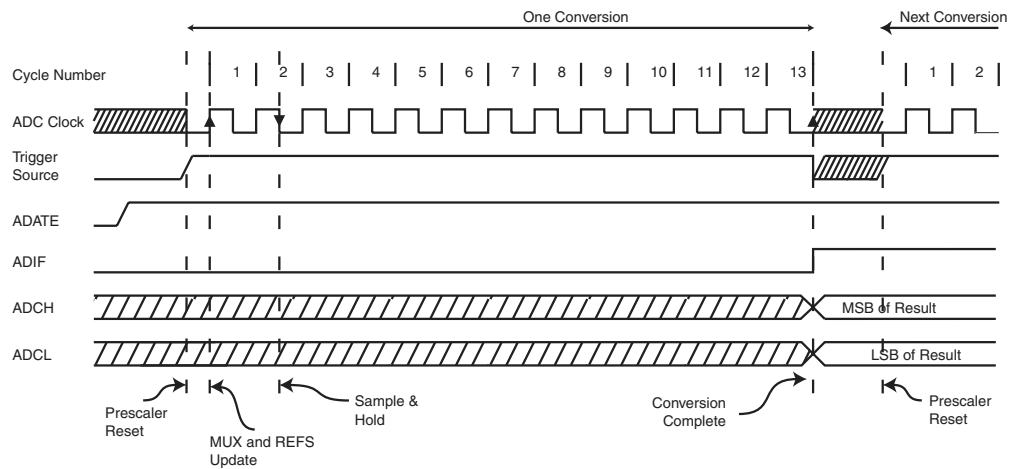 One Conversion
Next Conversion
Cycle Number
1 2 3 4 5 6 7 8 9 10 11 12 13 1 2
ADC Clock
Trigger
Source
ADATE
ADIF
ADCH
MSB of Result
ADCL
LSB of Result
Prescaler
Reset
MUX and REFS
Update
Sample &
Hold
Conversion
Complete
Prescaler
Reset